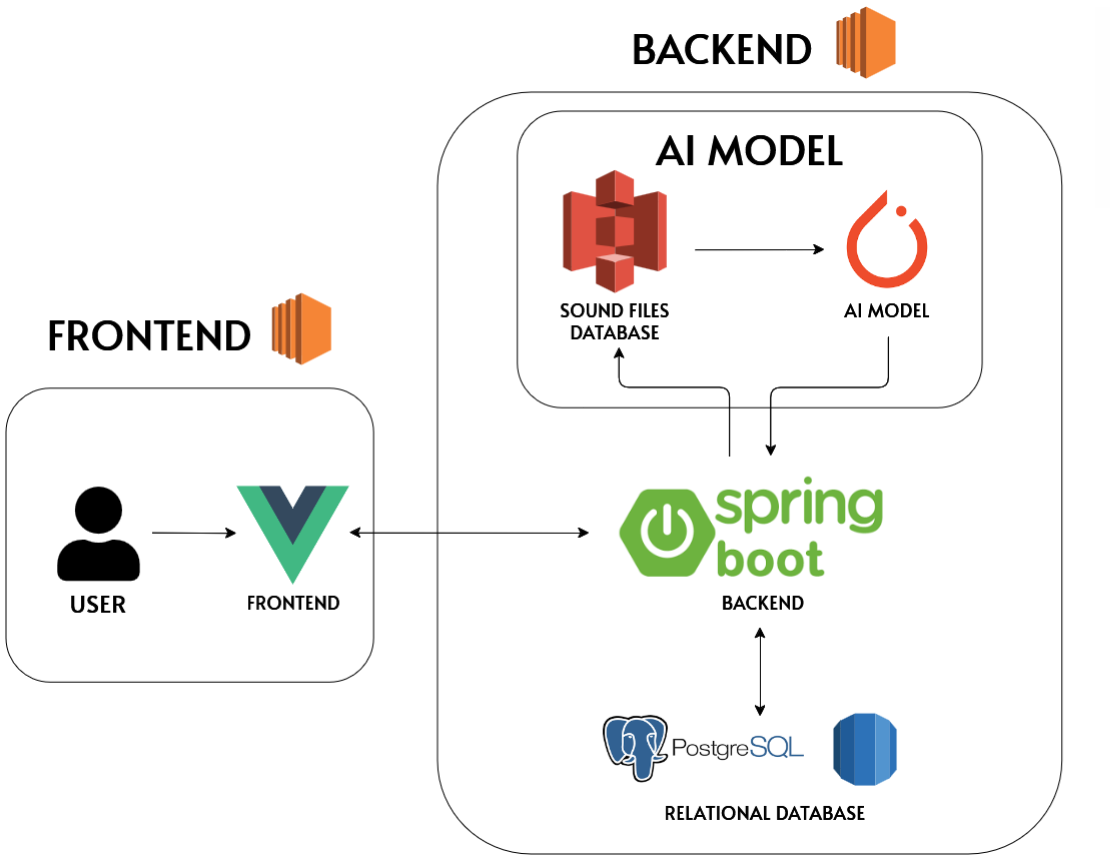 BACKEND
AI MODEL
SOUND FILES
DATABASE
AI MODEL
FRONTEND
USER
FRONTEND
spring
boot
BACKEND
PostgreSQL
RELATIONAL DATABASE